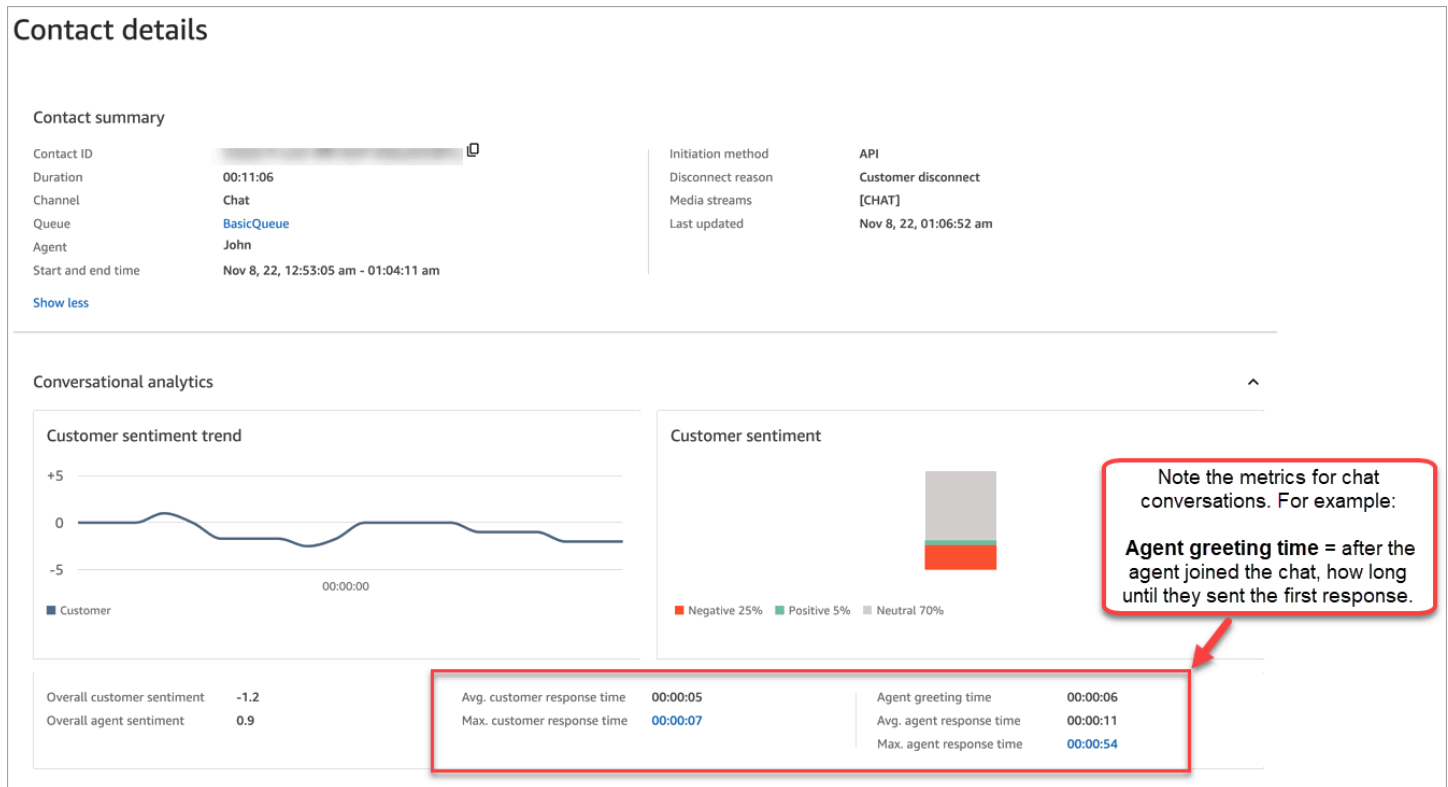 Contact details
Contact summary
Contact ID
Duration 00:11:06
Channel Chat
Queue BasicQueue
Agent John
Start and end time Nov 8, 22, 12:53:05 am - 01:04:11 am
Show less
Initiation method API
Disconnect reason Customer disconnect
Media streams [CHAT]
Last updated Nov 8, 22, 01:06:52 am
Conversational analytics
Customer sentiment trend
+5
0
-5
00:00:00
Customer
Customer sentiment
Negative 25% Positive 5% Neutral 70%
Note the metrics for chat
conversations. For example:
Agent greeting time = after the
agent joined the chat, how long
until they sent the first response.
Overall customer sentiment -1.2
Overall agent sentiment 0.9
Avg. customer response time 00:00:05
Max. customer response time 00:00:07
Agent greeting time 00:00:06
Avg. agent response time 00:00:11
Max. agent response time 00:00:54